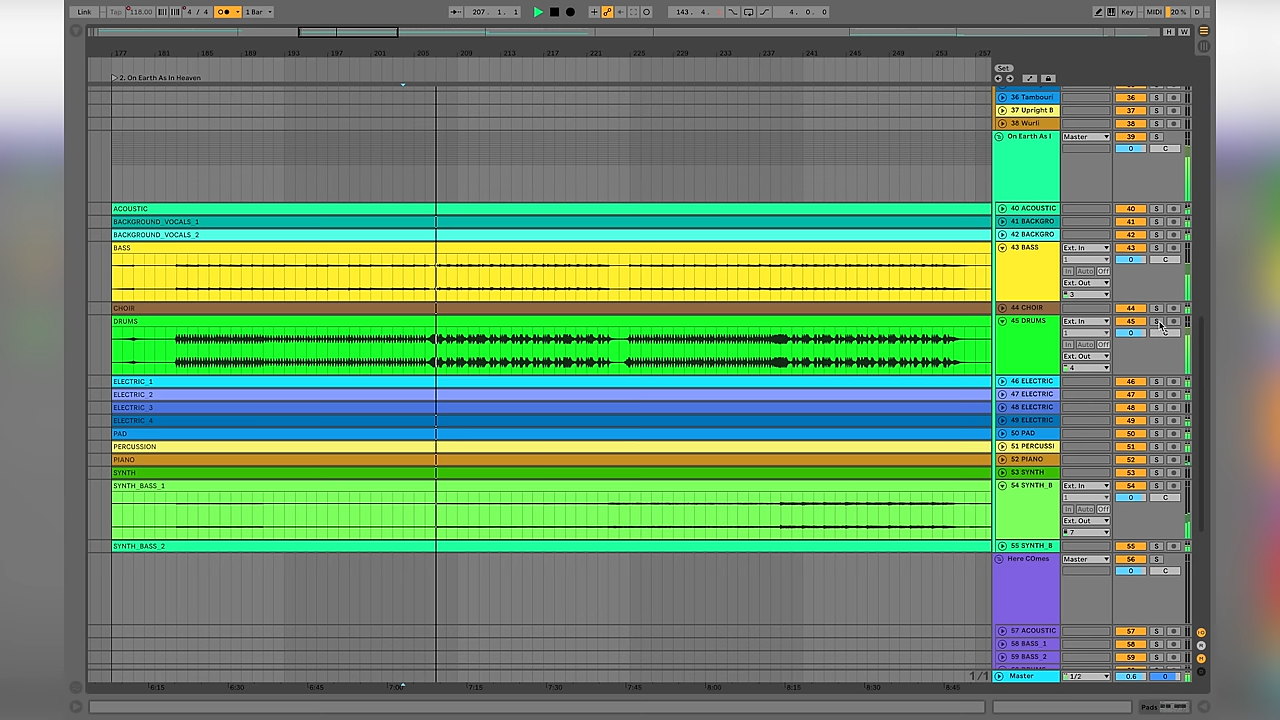 Link Tap 118.00 4 / 4 1 Bar 207. 1. 1 143. 4. 4. 0. 0 Key MIDI 20 % D
H W
177 181 185 189 193 197 201 205 209 213 217 221 225 229 233 237 241 245 249 253 257
Set
2. On Earth As In Heaven
36 Tambouri 36 S
37 Upright B 37 S
38 Wurli 38 S
On Earth As I Master 39 S
0 C
ACOUSTIC 40 ACOUSTIC 40 S
BACKGROUND_VOCALS_1 41 BACKGRO 41 S
BACKGROUND_VOCALS_2 42 BACKGRO 42 S
BASS 43 BASS Ext. In 43 S
1 0 C
In Auto Off
Ext. Out
3
CHOIR 44 CHOIR 44 S
DRUMS 45 DRUMS Ext. In 45 S
1 0 C
In Auto Off
Ext. Out
4
ELECTRIC_1 46 ELECTRIC 46 S
ELECTRIC_2 47 ELECTRIC 47 S
ELECTRIC_3 48 ELECTRIC 48 S
ELECTRIC_4 49 ELECTRIC 49 S
PAD 50 PAD 50 S
PERCUSSION 51 PERCUSSI 51 S
PIANO 52 PIANO 52 S
SYNTH 53 SYNTH 53 S
SYNTH_BASS_1 54 SYNTH_B Ext. In 54 S
1 0 C
In Auto Off
Ext. Out
7
SYNTH_BASS_2 55 SYNTH_B 55 S
Here COmes Master 56 S
0 C
57 ACOUSTIC 57 S
58 BASS_1 58 S
59 BASS_2 59 S
1/1 Master 1/2 0.6 0
6:15 6:30 6:45 7:00 7:15 7:30 7:45 8:00 8:15 8:30 8:45
Pads